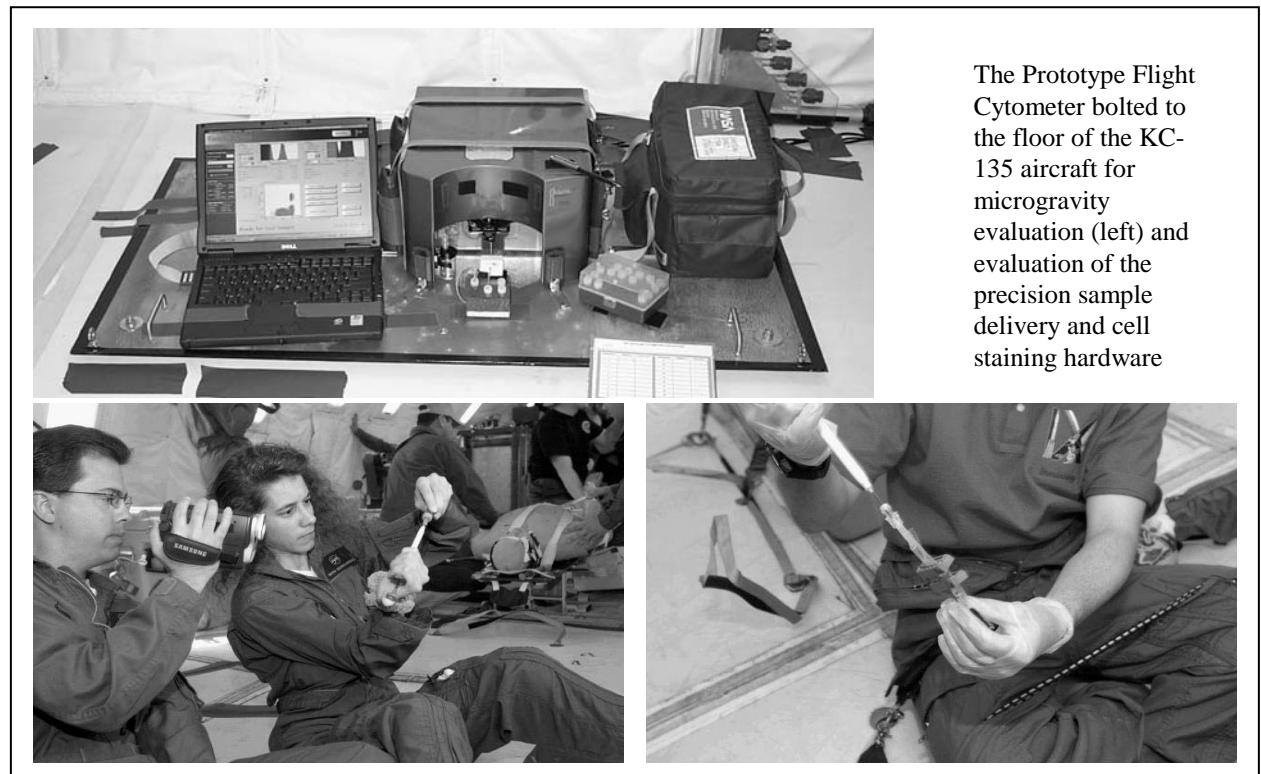 The Prototype Flight
Cytometer bolted to
the floor of the KC-
135 aircraft for
microgravity
evaluation (left) and
evaluation of the
precision sample
delivery and cell
staining hardware
DELL
NASA
SAMSUNG